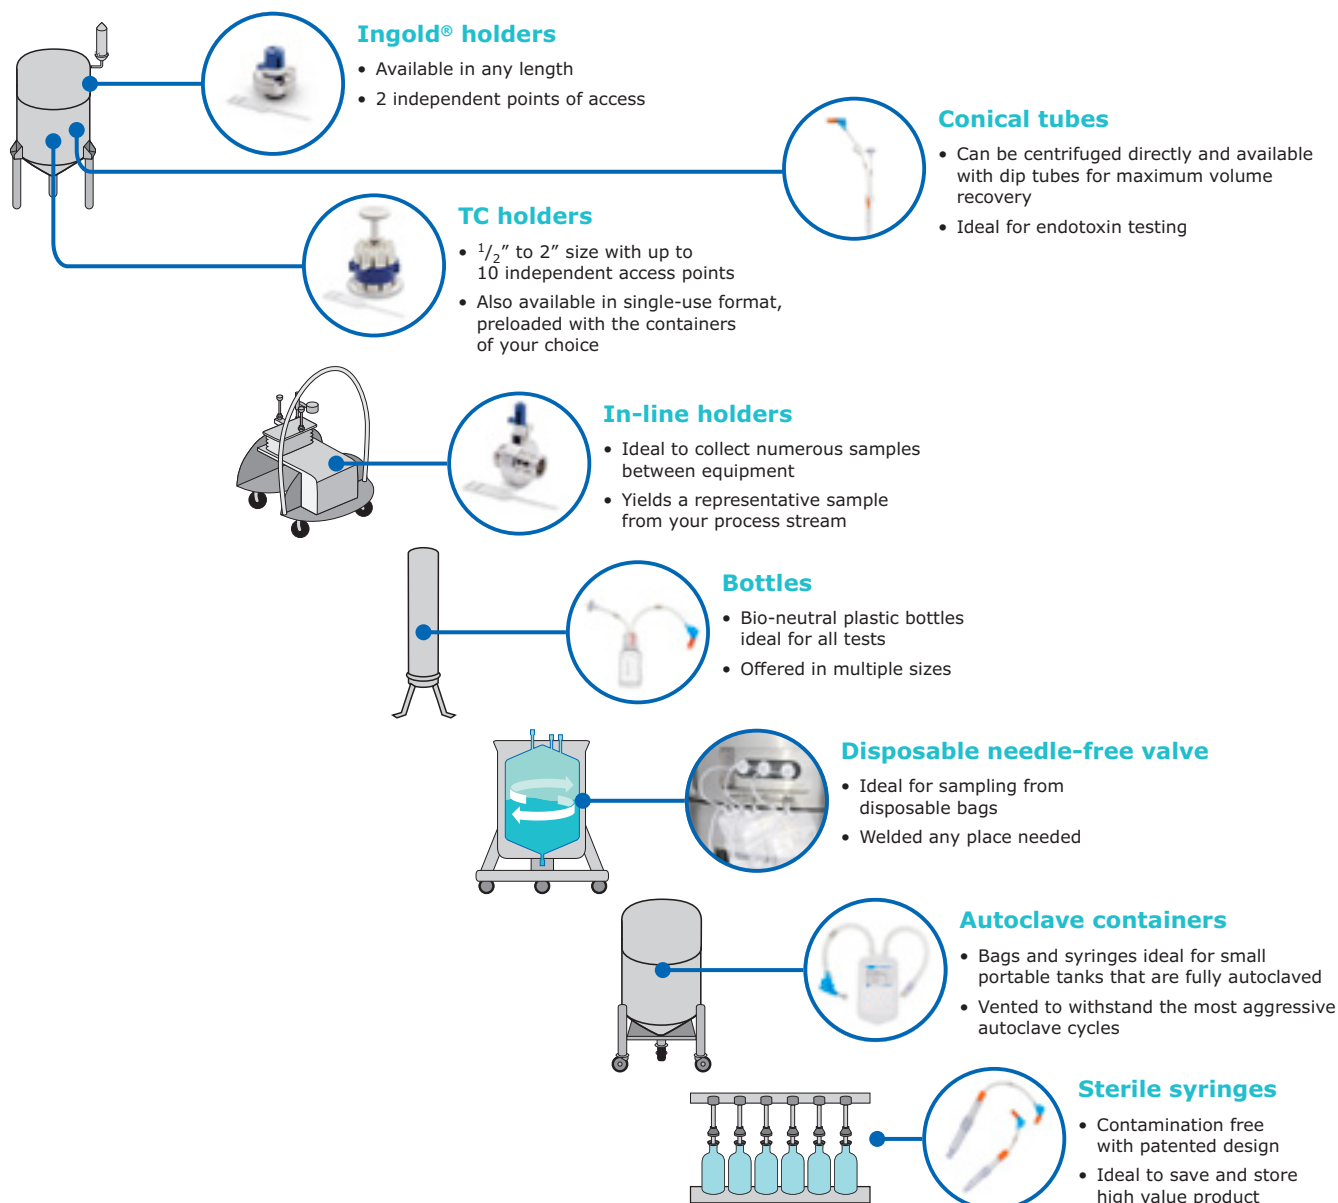 Ingold® holders
• Available in any length
• 2 independent points of access
Conical tubes
• Can be centrifuged directly and available
with dip tubes for maximum volume
recovery
• Ideal for endotoxin testing
TC holders
• 1/2” to 2” size with up to
10 independent access points
• Also available in single-use format,
preloaded with the containers
of your choice
In-line holders
• Ideal to collect numerous samples
between equipment
• Yields a representative sample
from your process stream
Bottles
• Bio-neutral plastic bottles
ideal for all tests
• Offered in multiple sizes
Disposable needle-free valve
• Ideal for sampling from
disposable bags
• Welded any place needed
Autoclave containers
• Bags and syringes ideal for small
portable tanks that are fully autoclaved
• Vented to withstand the most aggressive
autoclave cycles
Sterile syringes
• Contamination free
with patented design
• Ideal to save and store
high value product